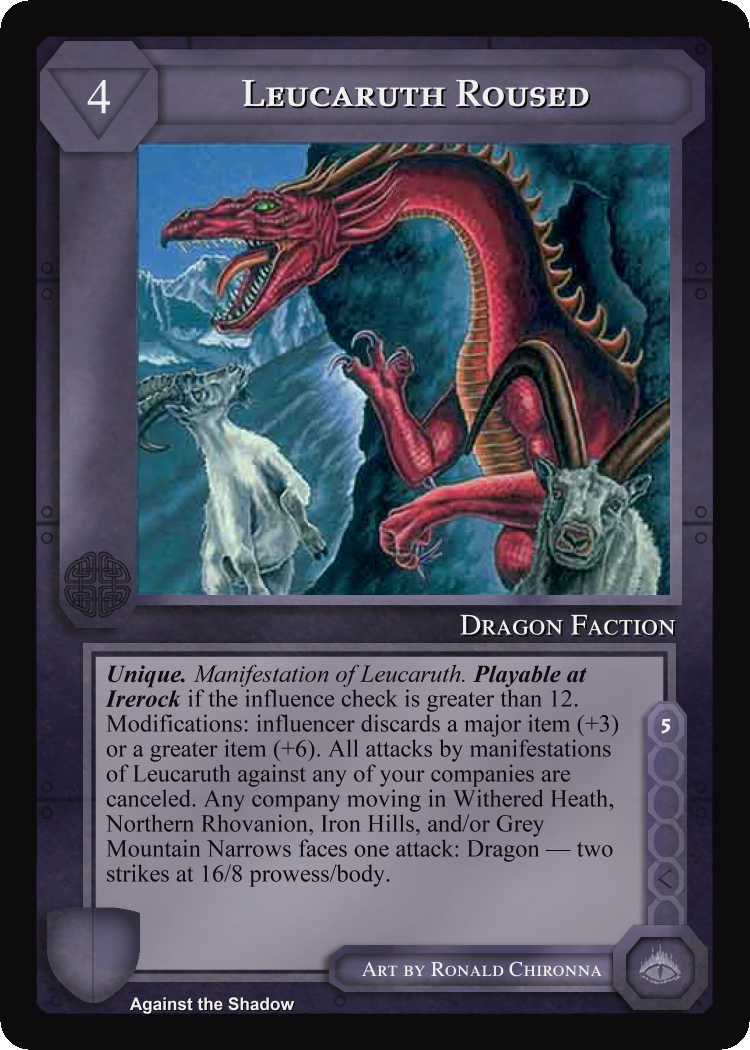 4
Leucaruth Roused
Dragon Faction
Unique. Manifestation of Leucaruth. Playable at
Irerock if the influence check is greater than 12.
Modifications: influencer discards a major item (+3)
or a greater item (+6). All attacks by manifestations
of Leucaruth against any of your companies are
canceled. Any company moving in Withered Heath,
Northern Rhovanion, Iron Hills, and/or Grey
Mountain Narrows faces one attack: Dragon — two
strikes at 16/8 prowess/body.
5
<
Art by Ronald Chironna
Against the Shadow